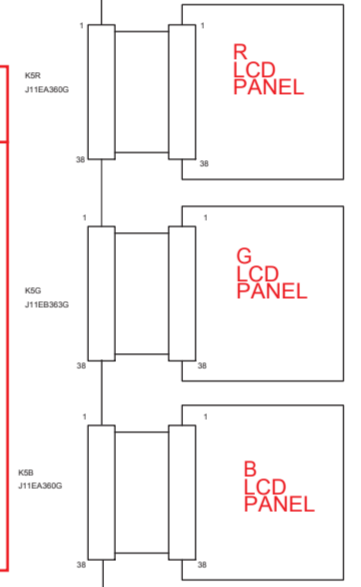 1
1
K5R
J11EA360G
R
LCD
PANEL
38
38
1
1
K5G
J11EB363G
G
LCD
PANEL
38
38
1
1
K5B
J11EA360G
B
LCD
PANEL
38
38